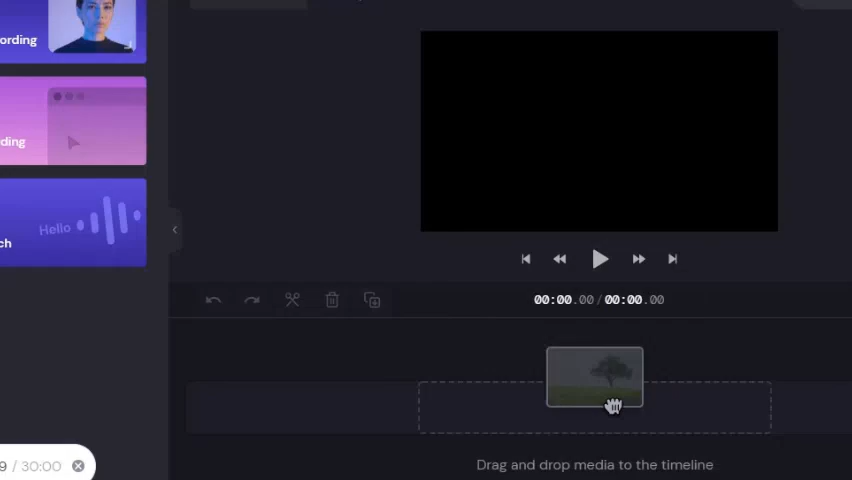 ording
ding
Hello
ch
00:00.00 / 00:00.00
9 / 30:00
Drag and drop media to the timeline